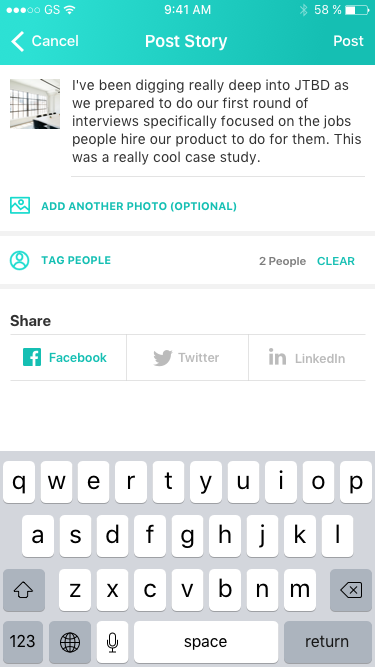 GS 9:41 AM 58 %
Cancel Post Story Post
I've been digging really deep into JTBD as
we prepared to do our first round of
interviews specifically focused on the jobs
people hire our product to do for them. This
was a really cool case study.
ADD ANOTHER PHOTO (OPTIONAL)
TAG PEOPLE 2 People CLEAR
Share
Facebook Twitter LinkedIn
q w e r t y u i o p
a s d f g h j k l
z x c v b n m
123 space return